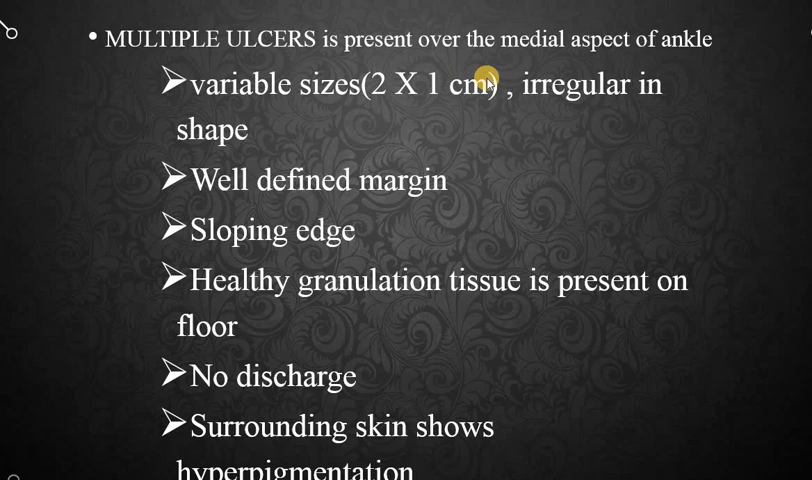 • MULTIPLE ULCERS is present over the medial aspect of ankle
➢variable sizes(2 X 1 cm) , irregular in
shape
➢Well defined margin
➢Sloping edge
➢Healthy granulation tissue is present on
floor
➢No discharge
➢Surrounding skin shows
hyperpigmentation